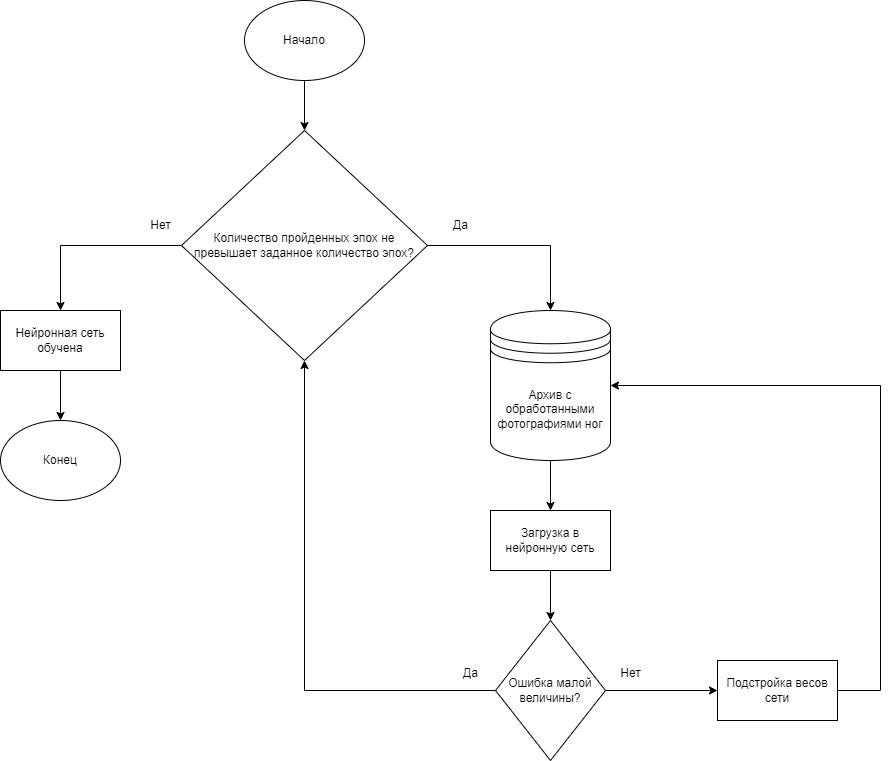 Начало
Нет
Да
Количество пройденных эпох не
превышает заданное количество эпох?
Нейронная сеть
обучена
Конец
Архив с
обработанными
фотографиями ног
Загрузка в
нейронную сеть
Да
Нет
Ошибка малой
величины?
Подстройка весов
сети